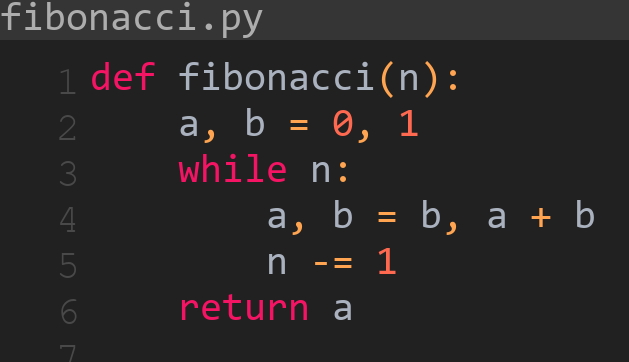 fibonacci.py
1 def fibonacci(n):
2     a, b = 0, 1
3     while n:
4         a, b = b, a + b
5         n -= 1
6     return a
7